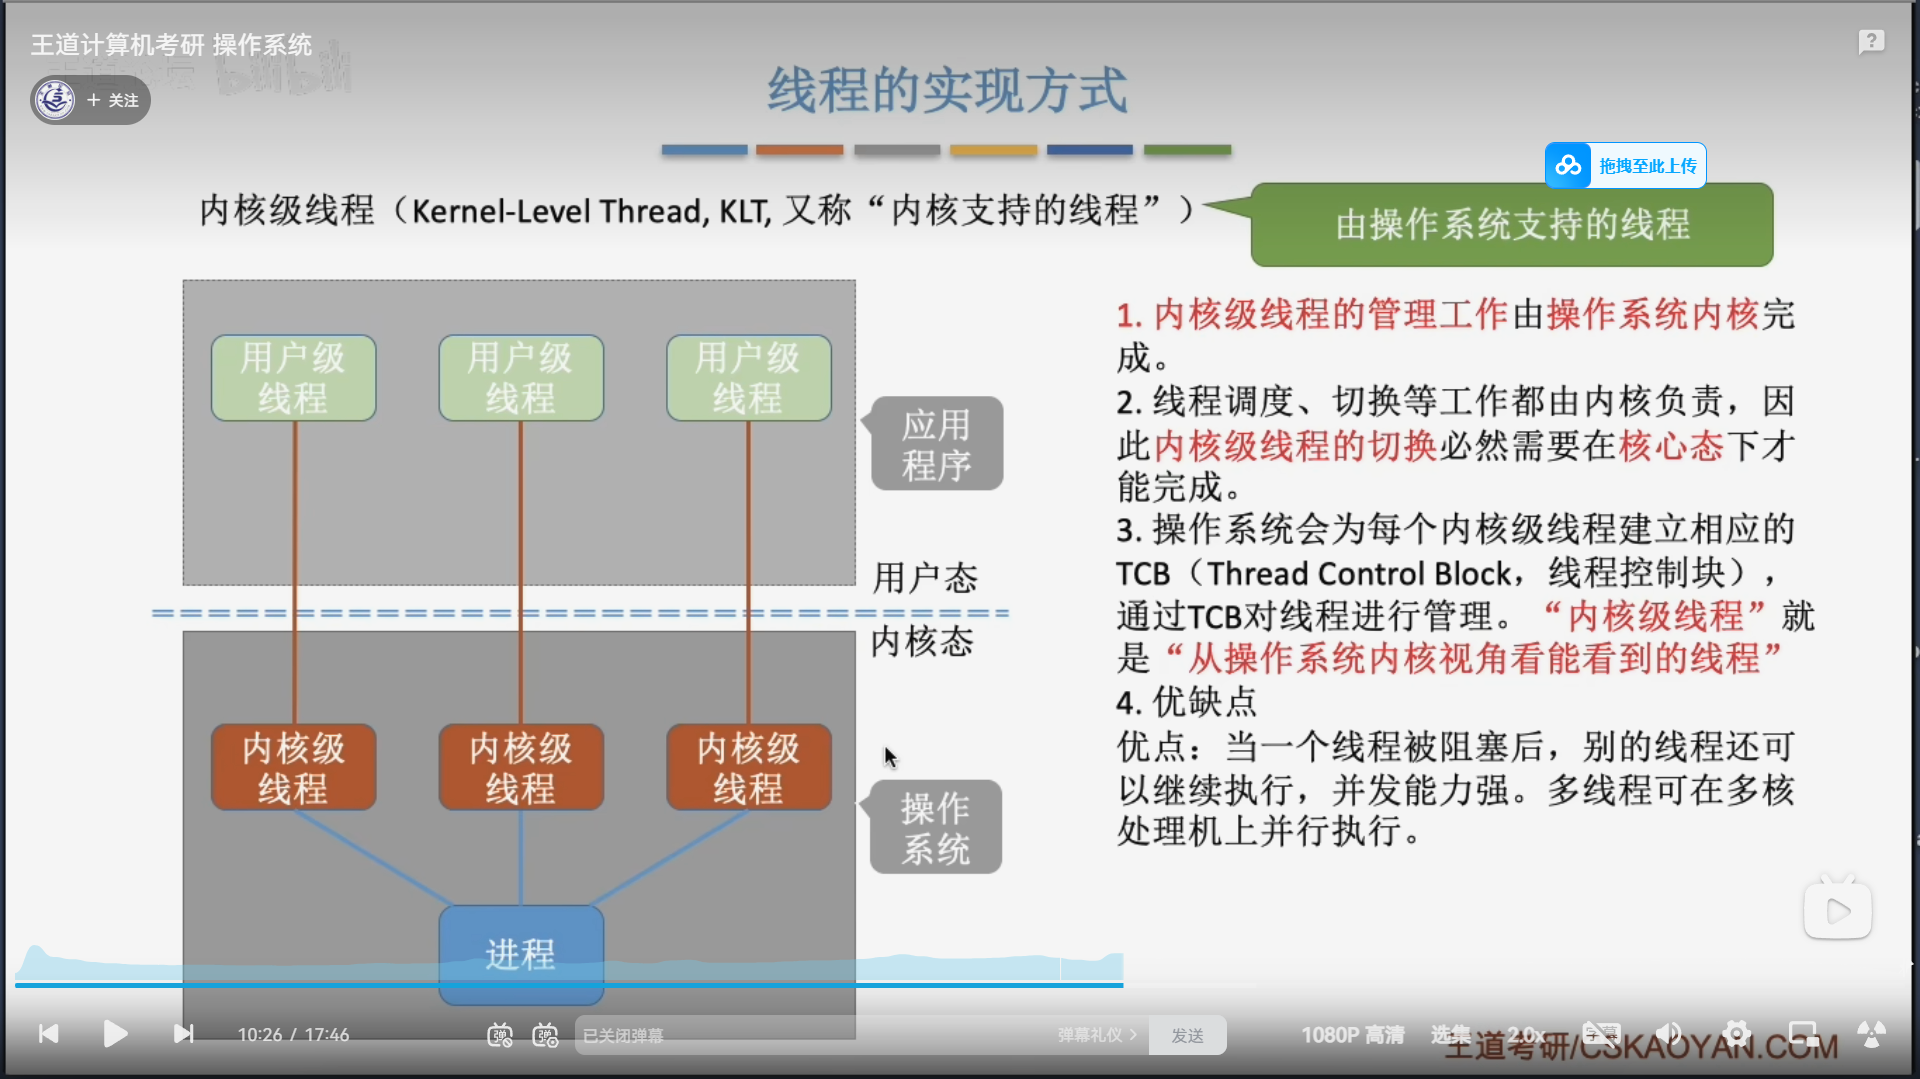 王道计算机考研 操作系统
+ 关注
线程的实现方式
拖拽至此上传
内核级线程（Kernel-Level Thread, KLT, 又称“内核支持的线程”）
由操作系统支持的线程
用户级
线程
用户级
线程
用户级
线程
应用
程序
用户态
内核态
内核级
线程
内核级
线程
内核级
线程
操作
系统
进程
1. 内核级线程的管理工作由操作系统内核完
成。
2. 线程调度、切换等工作都由内核负责，因
此内核级线程的切换必然需要在核心态下才
能完成。
3. 操作系统会为每个内核级线程建立相应的
TCB（Thread Control Block，线程控制块），
通过TCB对线程进行管理。“内核级线程”就
是“从操作系统内核视角看能看到的线程”
4. 优缺点
优点：当一个线程被阻塞后，别的线程还可
以继续执行，并发能力强。多线程可在多核
处理机上并行执行。
10:26 / 17:46
弹
弹
已关闭弹幕
弹幕礼仪 >
发送
1080P 高清
选集
2.0x
字幕
王道考研/CSKAOYAN.COM